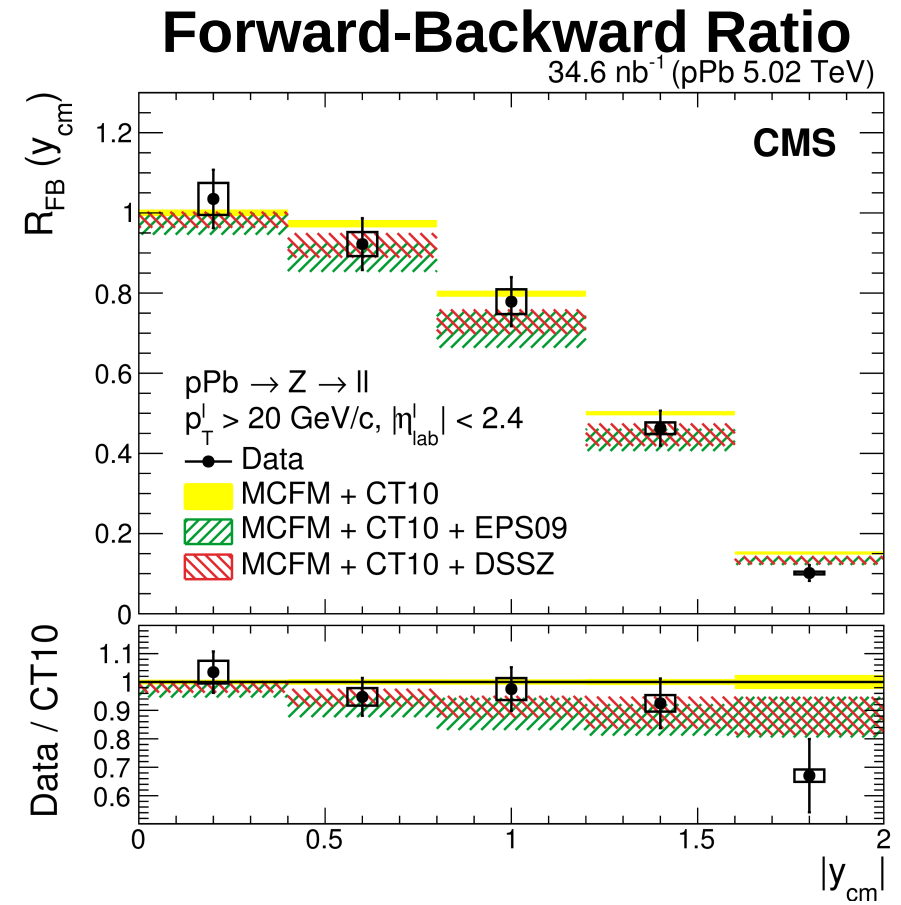 Forward-Backward Ratio
34.6 nb⁻¹ (pPb 5.02 TeV)
R_FB (y_cm)
CMS
1.2
1
0.8
0.6
0.4
0.2
0
pPb → Z → ll
p_T^l > 20 GeV/c, |η_lab^l| < 2.4
Data
MCFM + CT10
MCFM + CT10 + EPS09
MCFM + CT10 + DSSZ
Data / CT10
1.1
1
0.9
0.8
0.7
0.6
0 0.5 1 1.5 2
|y_cm|